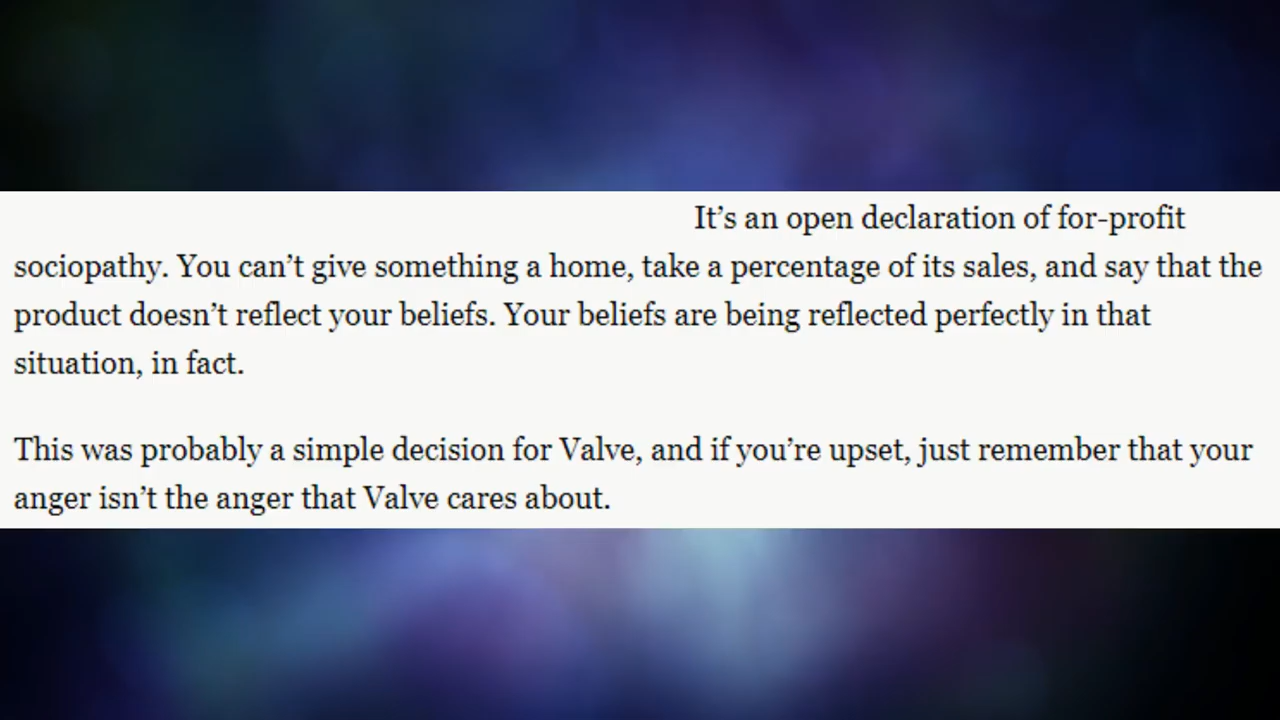 It’s an open declaration of for-profit
sociopathy. You can’t give something a home, take a percentage of its sales, and say that the
product doesn’t reflect your beliefs. Your beliefs are being reflected perfectly in that
situation, in fact.
This was probably a simple decision for Valve, and if you’re upset, just remember that your
anger isn’t the anger that Valve cares about.